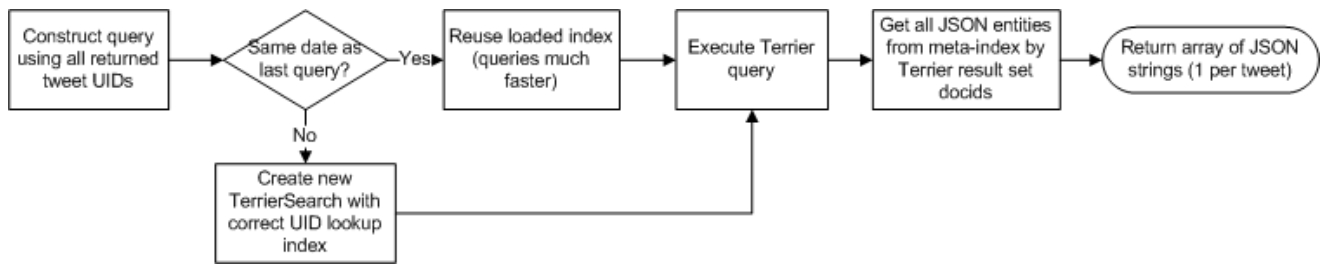 Construct query
using all returned
tweet UIDs
Same date as
last query?
Yes
Reuse loaded index
(queries much
faster)
Execute Terrier
query
Get all JSON entities
from meta-index by
Terrier result set
docids
Return array of JSON
strings (1 per tweet)
No
Create new
TerrierSearch with
correct UID lookup
index